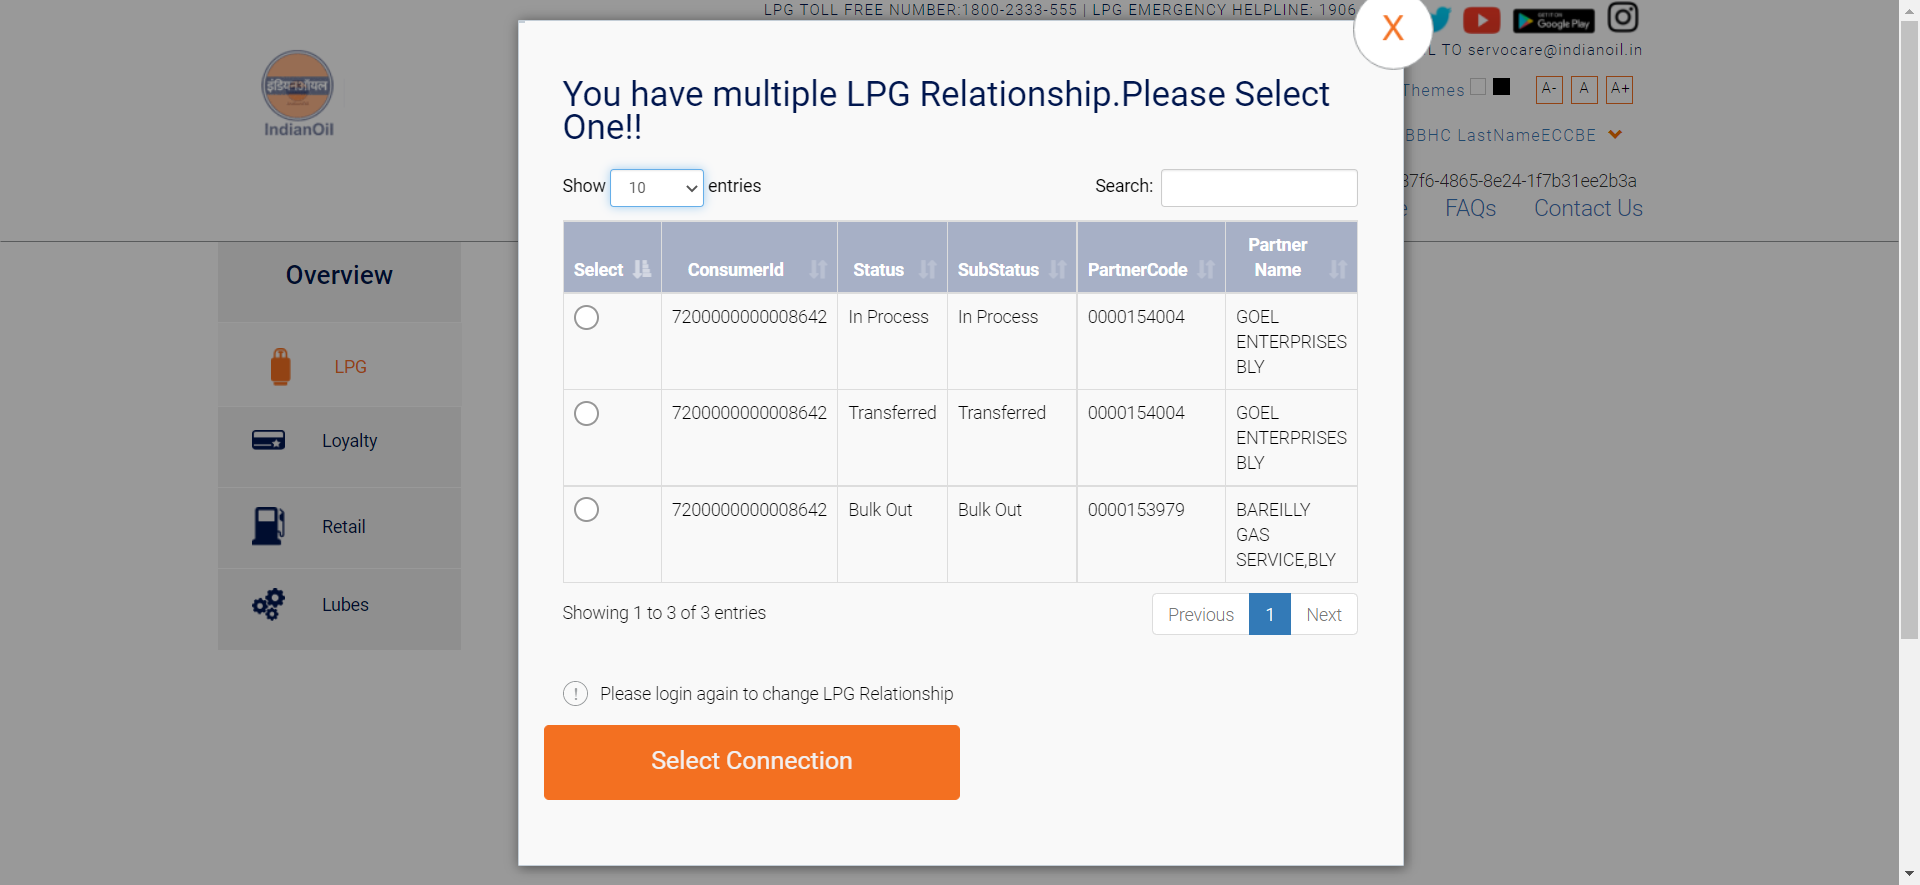 LPG TOLL FREE NUMBER:1800-2333-555 | LPG EMERGENCY HELPLINE: 1906
X
GET IT ON
Google Play
L TO servocare@indianoil.in
Themes
A- A A+
इंडियनऑयल
IndianOil
BBHC LastNameECCBE
37f6-4865-8e24-1f7b31ee2b3a
FAQs Contact Us
Overview
LPG
Loyalty
Retail
Lubes
You have multiple LPG Relationship.Please Select
One!!
Show 10 entries Search:
Select ConsumerId Status SubStatus PartnerCode Partner Name
7200000000008642 In Process In Process 0000154004 GOEL
ENTERPRISES
BLY
7200000000008642 Transferred Transferred 0000154004 GOEL
ENTERPRISES
BLY
7200000000008642 Bulk Out Bulk Out 0000153979 BAREILLY
GAS
SERVICE,BLY
Showing 1 to 3 of 3 entries
Previous 1 Next
! Please login again to change LPG Relationship
Select Connection